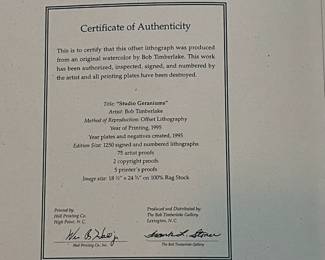 Certificate of Authenticity
This is to certify that this offset lithograph was produced
from an original watercolor by Bob Timberlake. This work
has been authorized, inspected, signed, and numbered by
the artist and all printing plates have been destroyed.
Title: "Studio Geraniums"
Artist: Bob Timberlake
Method of Reproduction: Offset Lithography
Year of Printing, 1995
Year plates and negatives created, 1995
Edition Size: 1250 signed and numbered lithographs
75 artist proofs
2 copyright proofs
5 printer's proofs
Image size: 18 ⅝" x 24 ¾" on 100% Rag Stock
Printed by:
Hall Printing Co.
High Point, N.C.
Produced and Distributed by:
The Bob Timberlake Gallery
Lexington, N.C.
Hall Printing Co., Inc.
The Bob Timberlake Gallery